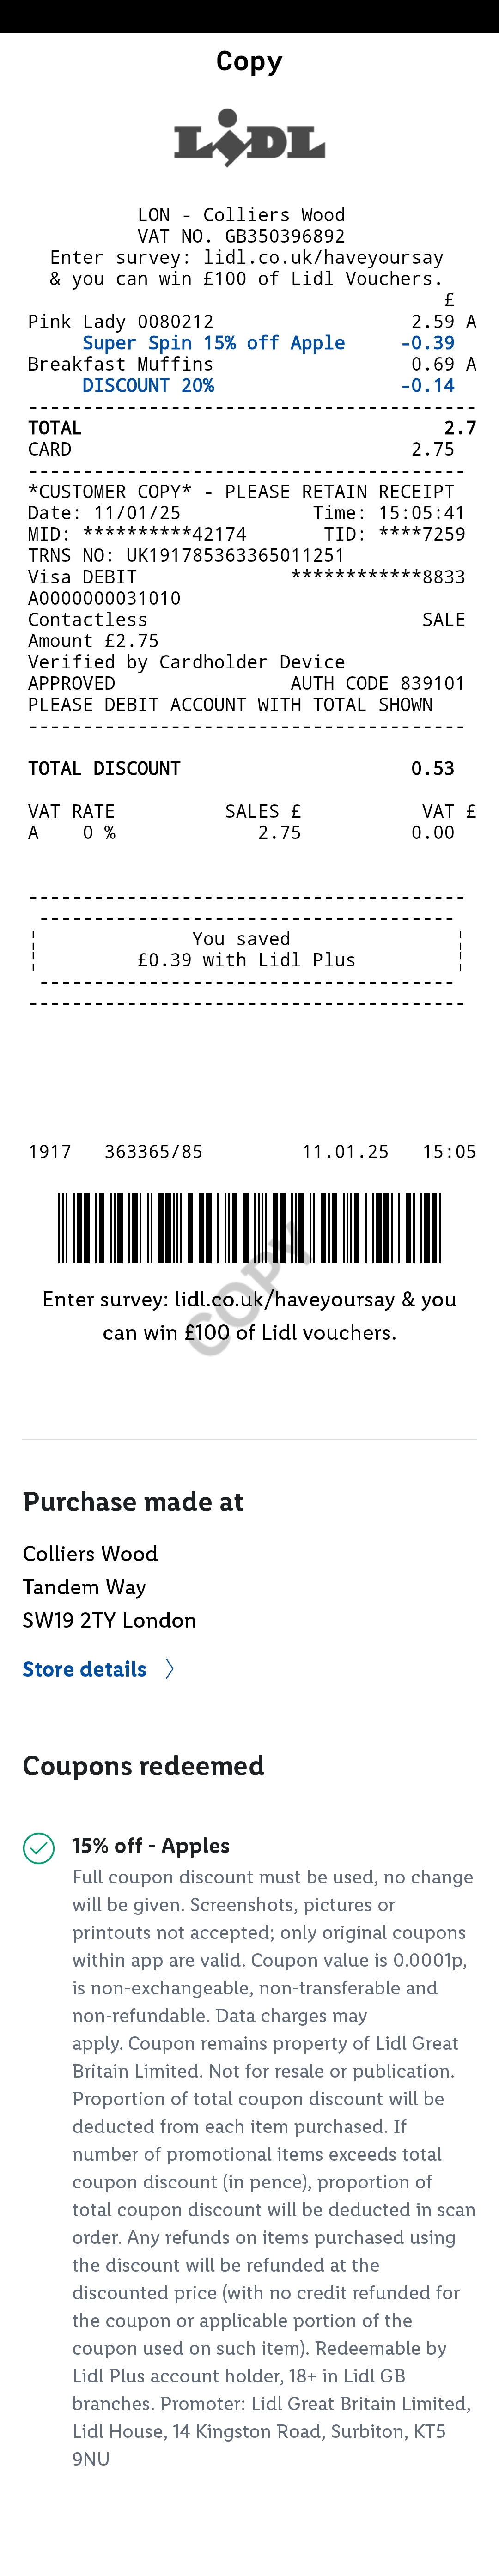 Copy
LIDL
LON - Colliers Wood
VAT NO. GB350396892
Enter survey: lidl.co.uk/haveyoursay
& you can win £100 of Lidl Vouchers.
£
Pink Lady 0080212 2.59 A
Super Spin 15% off Apple -0.39
Breakfast Muffins 0.69 A
DISCOUNT 20% -0.14
-----------------------------------------
TOTAL 2.7
CARD 2.75
----------------------------------------
*CUSTOMER COPY* - PLEASE RETAIN RECEIPT
Date: 11/01/25 Time: 15:05:41
MID: **********42174 TID: ****7259
TRNS NO: UK191785363365011251
Visa DEBIT ************8833
A0000000031010
Contactless SALE
Amount £2.75
Verified by Cardholder Device
APPROVED AUTH CODE 839101
PLEASE DEBIT ACCOUNT WITH TOTAL SHOWN
----------------------------------------
TOTAL DISCOUNT 0.53
VAT RATE SALES £ VAT £
A 0 % 2.75 0.00
----------------------------------------
--------------------------------------
¦ You saved ¦
¦ £0.39 with Lidl Plus ¦
--------------------------------------
----------------------------------------
1917 363365/85 11.01.25 15:05
COPY
Enter survey: lidl.co.uk/haveyoursay & you
can win £100 of Lidl vouchers.
Purchase made at
Colliers Wood
Tandem Way
SW19 2TY London
Store details
Coupons redeemed
15% off - Apples
Full coupon discount must be used, no change
will be given. Screenshots, pictures or
printouts not accepted; only original coupons
within app are valid. Coupon value is 0.0001p,
is non-exchangeable, non-transferable and
non-refundable. Data charges may
apply. Coupon remains property of Lidl Great
Britain Limited. Not for resale or publication.
Proportion of total coupon discount will be
deducted from each item purchased. If
number of promotional items exceeds total
coupon discount (in pence), proportion of
total coupon discount will be deducted in scan
order. Any refunds on items purchased using
the discount will be refunded at the
discounted price (with no credit refunded for
the coupon or applicable portion of the
coupon used on such item). Redeemable by
Lidl Plus account holder, 18+ in Lidl GB
branches. Promoter: Lidl Great Britain Limited,
Lidl House, 14 Kingston Road, Surbiton, KT5
9NU